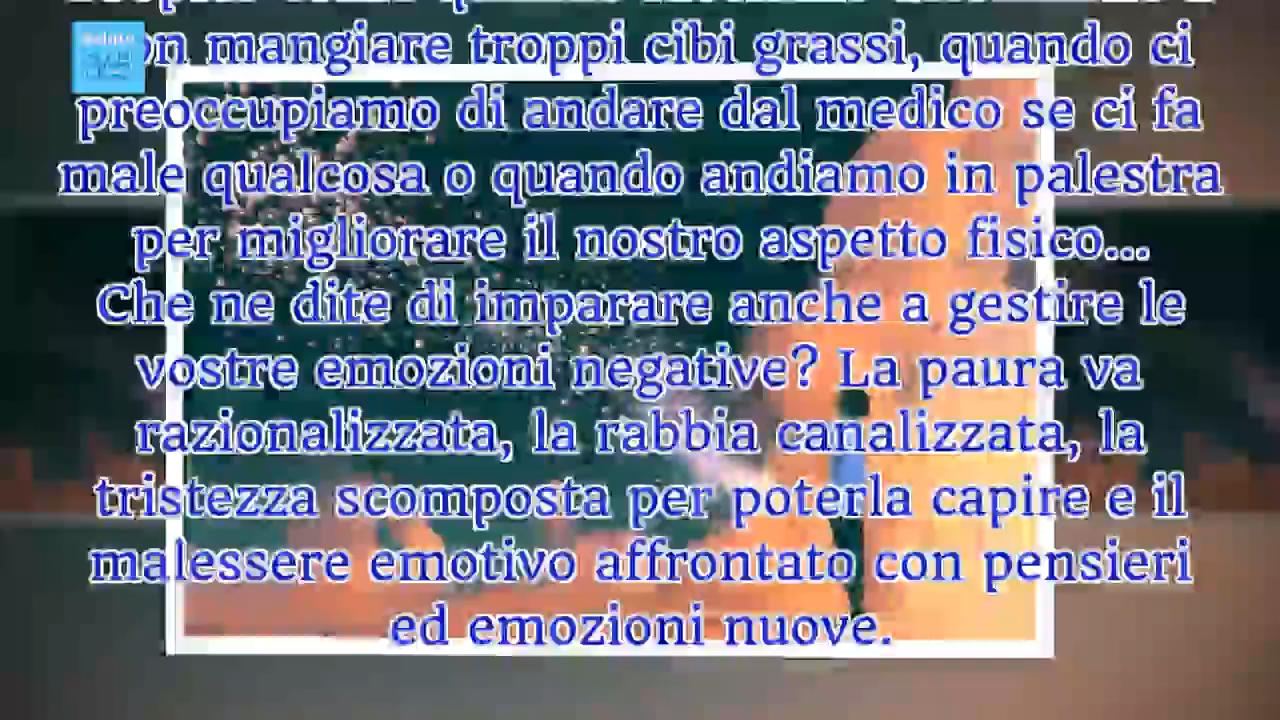 mangiare troppi cibi grassi, quando ci
preoccupiamo di andare dal medico se ci fa
male qualcosa o quando andiamo in palestra
per migliorare il nostro aspetto fisico...
Che ne dite di imparare anche a gestire le
vostre emozioni negative? La paura va
razionalizzata, la rabbia canalizzata, la
tristezza scomposta per poterla capire e il
malessere emotivo affrontato con pensieri
ed emozioni nuove.